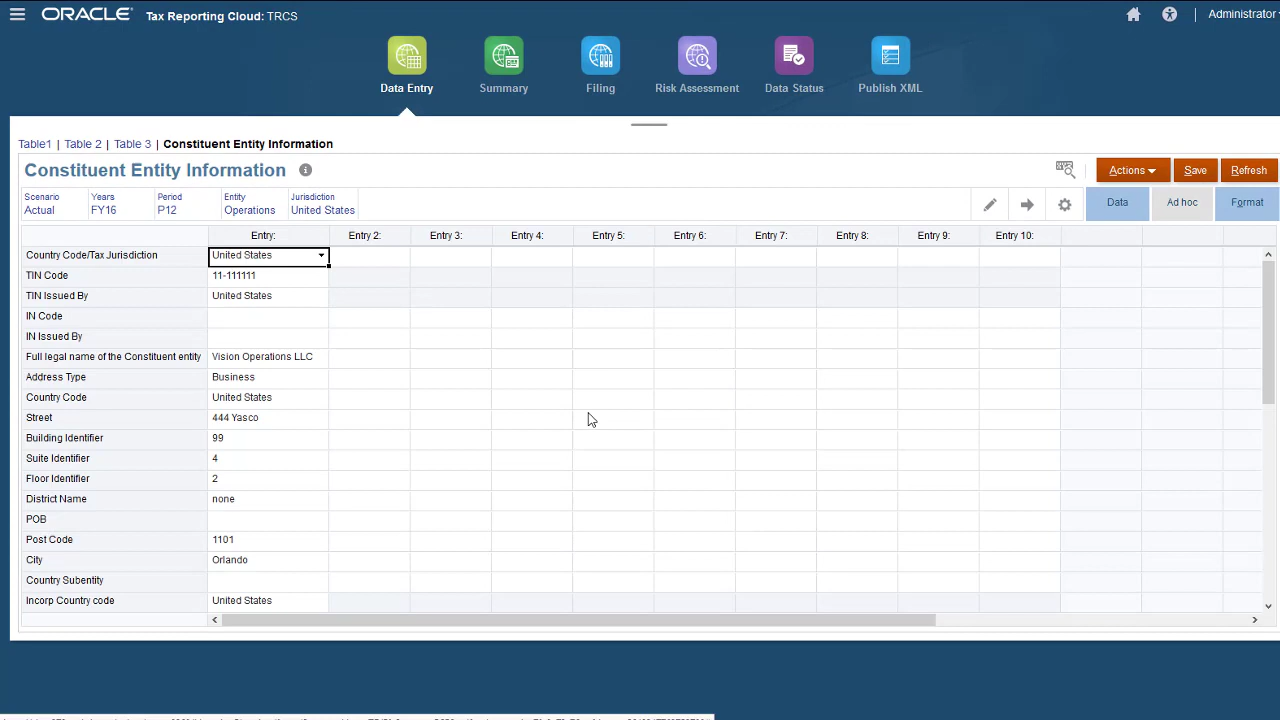 ORACLE® Tax Reporting Cloud: TRCS
Administrator
Data Entry Summary Filing Risk Assessment Data Status Publish XML
Table1 | Table 2 | Table 3 | Constituent Entity Information
Constituent Entity Information
Actions Save Refresh
Scenario Years Period Entity Jurisdiction
Actual FY16 P12 Operations United States
Data Ad hoc Format
Entry: Entry 2: Entry 3: Entry 4: Entry 5: Entry 6: Entry 7: Entry 8: Entry 9: Entry 10:
Country Code/Tax Jurisdiction United States
TIN Code 11-111111
TIN Issued By United States
IN Code
IN Issued By
Full legal name of the Constituent entity Vision Operations LLC
Address Type Business
Country Code United States
Street 444 Yasco
Building Identifier 99
Suite Identifier 4
Floor Identifier 2
District Name none
POB
Post Code 1101
City Orlando
Country Subentity
Incorp Country code United States